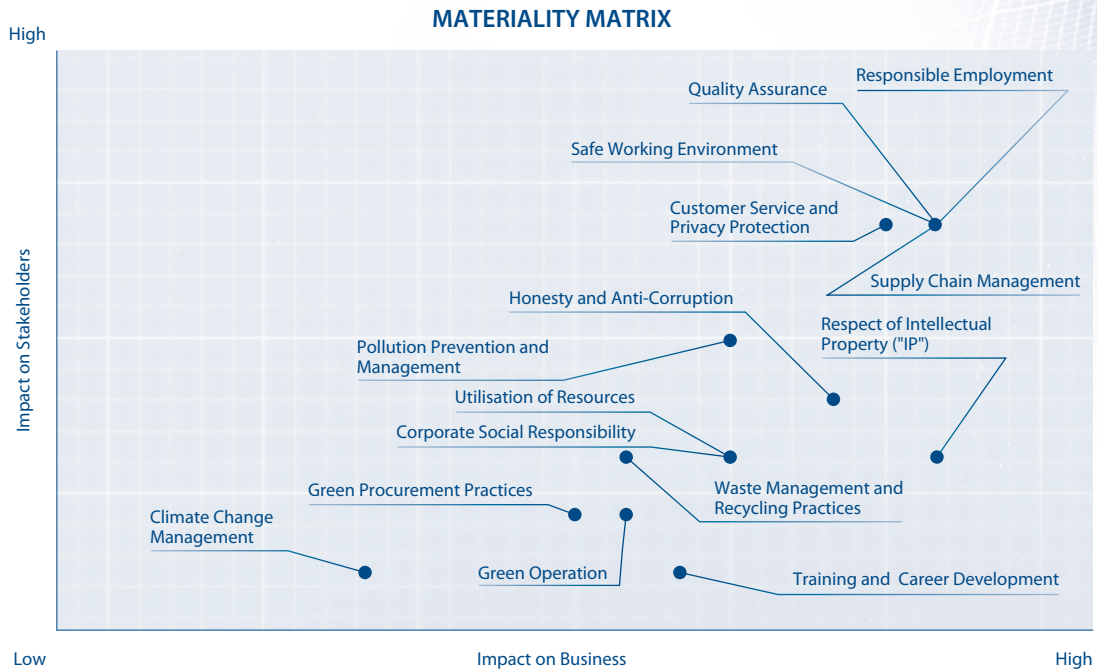 MATERIALITY MATRIX
High
Responsible Employment
Quality Assurance
Safe Working Environment
Customer Service and
Privacy Protection
Supply Chain Management
Honesty and Anti-Corruption
Respect of Intellectual
Property ("IP")
Pollution Prevention and
Management
Utilisation of Resources
Corporate Social Responsibility
Waste Management and
Recycling Practices
Green Procurement Practices
Climate Change
Management
Green Operation
Training and Career Development
Impact on Stakeholders
Low
Impact on Business
High